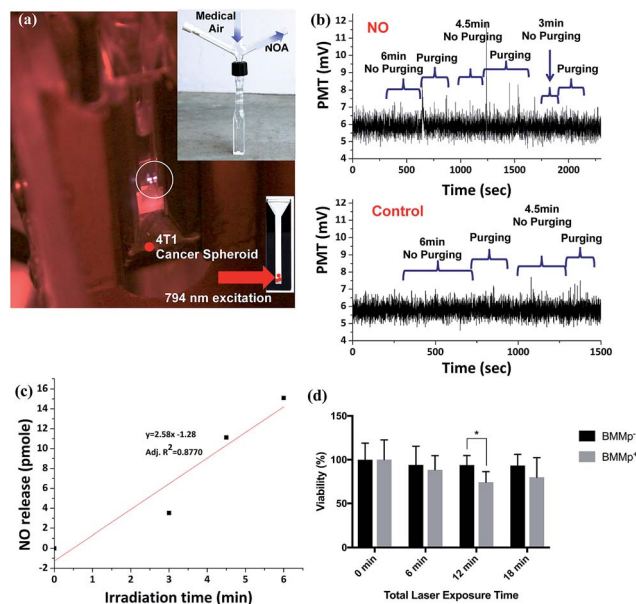 (a)
Medical
Air
NOA
4T1
Cancer Spheroid
794 nm excitation
(b)
NO
PMT (mV)
12
11
10
9
8
7
6
5
4
6min
No Purging
Purging
4.5min
No Purging
Purging
3min
No Purging
Purging
0
500
1000
1500
2000
Time (sec)
Control
PMT (mV)
12
11
10
9
8
7
6
5
4
6min
No Purging
Purging
4.5min
No Purging
Purging
0
500
1000
1500
Time (sec)
(c)
NO release (pmole)
16
14
12
10
8
6
4
2
0
-2
y=2.58x -1.28
Adj. R²=0.8770
0
3
4
5
6
Irradiation time (min)
(d)
Viability (%)
150
100
50
0
*
BMMp⁻
BMMp⁺
0 min
6 min
12 min
18 min
Total Laser Exposure Time